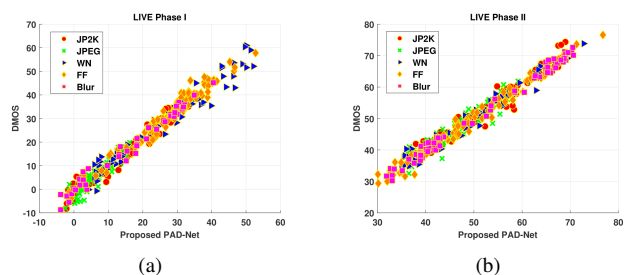 LIVE Phase I
70
60
50
40
30
20
10
0
-10
DMOS
JP2K
JPEG
WN
FF
Blur
-10 0 10 20 30 40 50 60
Proposed PAD-Net
(a)
LIVE Phase II
80
70
60
50
40
30
20
DMOS
JP2K
JPEG
WN
FF
Blur
30 40 50 60 70 80
Proposed PAD-Net
(b)